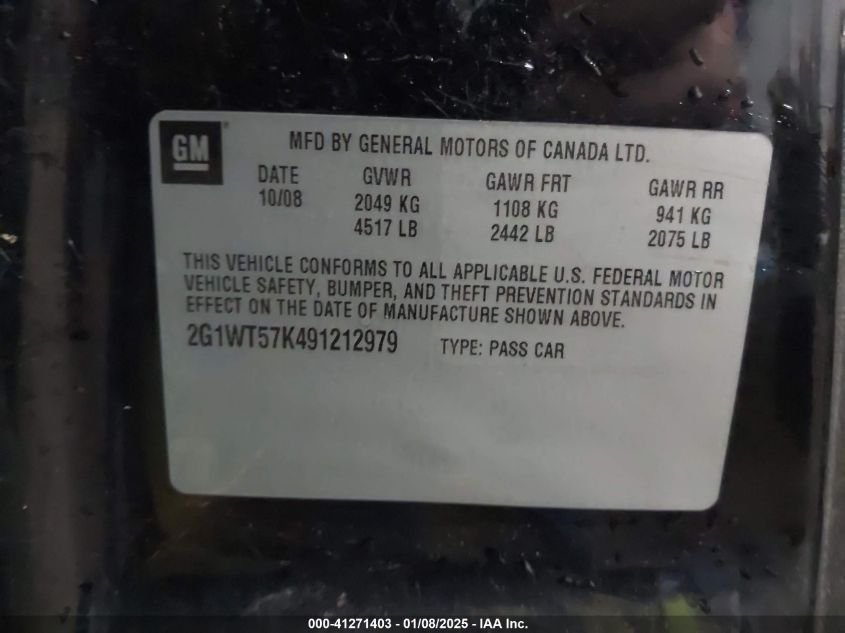 GM
MFD BY GENERAL MOTORS OF CANADA LTD.
DATE GVWR GAWR FRT GAWR RR
10/08 2049 KG 1108 KG 941 KG
4517 LB 2442 LB 2075 LB
THIS VEHICLE CONFORMS TO ALL APPLICABLE U.S. FEDERAL MOTOR
VEHICLE SAFETY, BUMPER, AND THEFT PREVENTION STANDARDS IN
EFFECT ON THE DATE OF MANUFACTURE SHOWN ABOVE.
2G1WT57K491212979 TYPE: PASS CAR
000-41271403 - 01/08/2025 - IAA Inc.